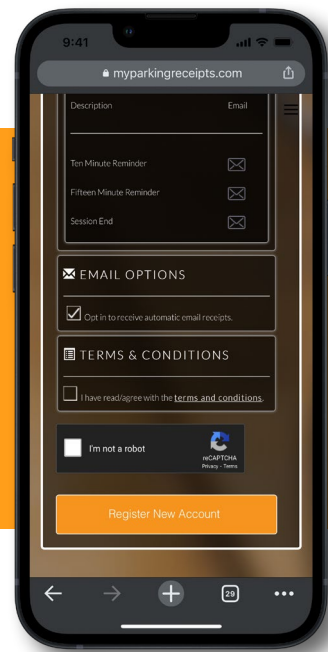 9:41
myparkingreceipts.com
Description Email
Ten Minute Reminder
Fifteen Minute Reminder
Session End
EMAIL OPTIONS
Opt in to receive automatic email receipts.
TERMS & CONDITIONS
I have read/agree with the terms and conditions.
I'm not a robot
reCAPTCHA
Privacy - Terms
Register New Account
29